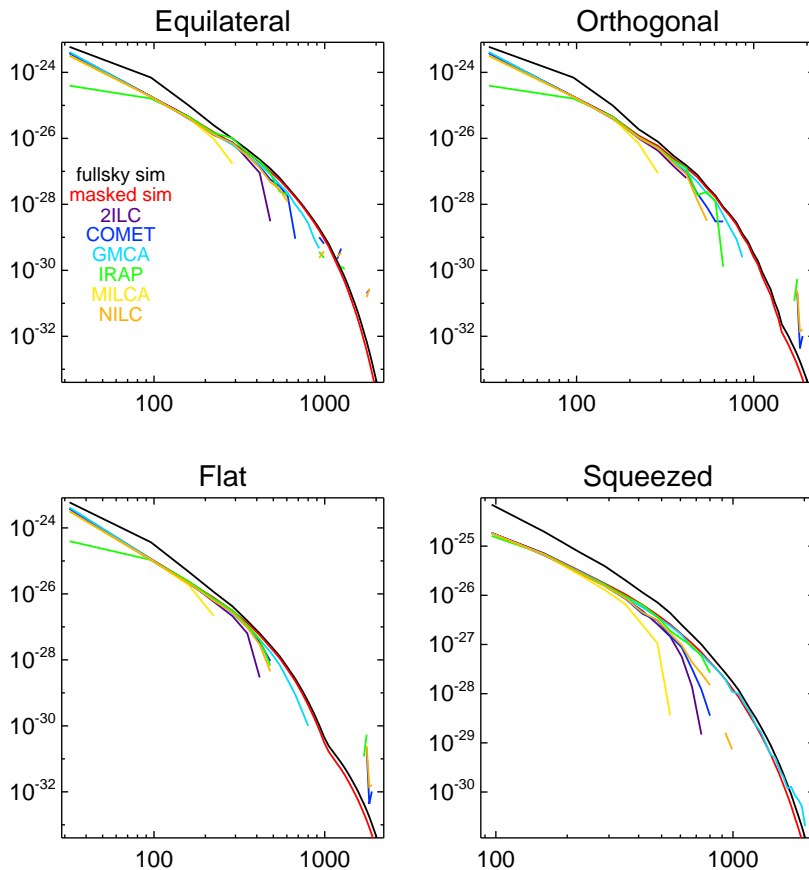 Equilateral
Orthogonal
10^-24
10^-26
10^-28
10^-30
10^-32
fullsky sim
masked sim
2ILC
COMET
GMCA
IRAP
MILCA
NILC
100 1000
10^-24
10^-26
10^-28
10^-30
10^-32
100 1000
Flat
Squeezed
10^-24
10^-26
10^-28
10^-30
10^-32
100 1000
10^-25
10^-26
10^-27
10^-28
10^-29
10^-30
100 1000